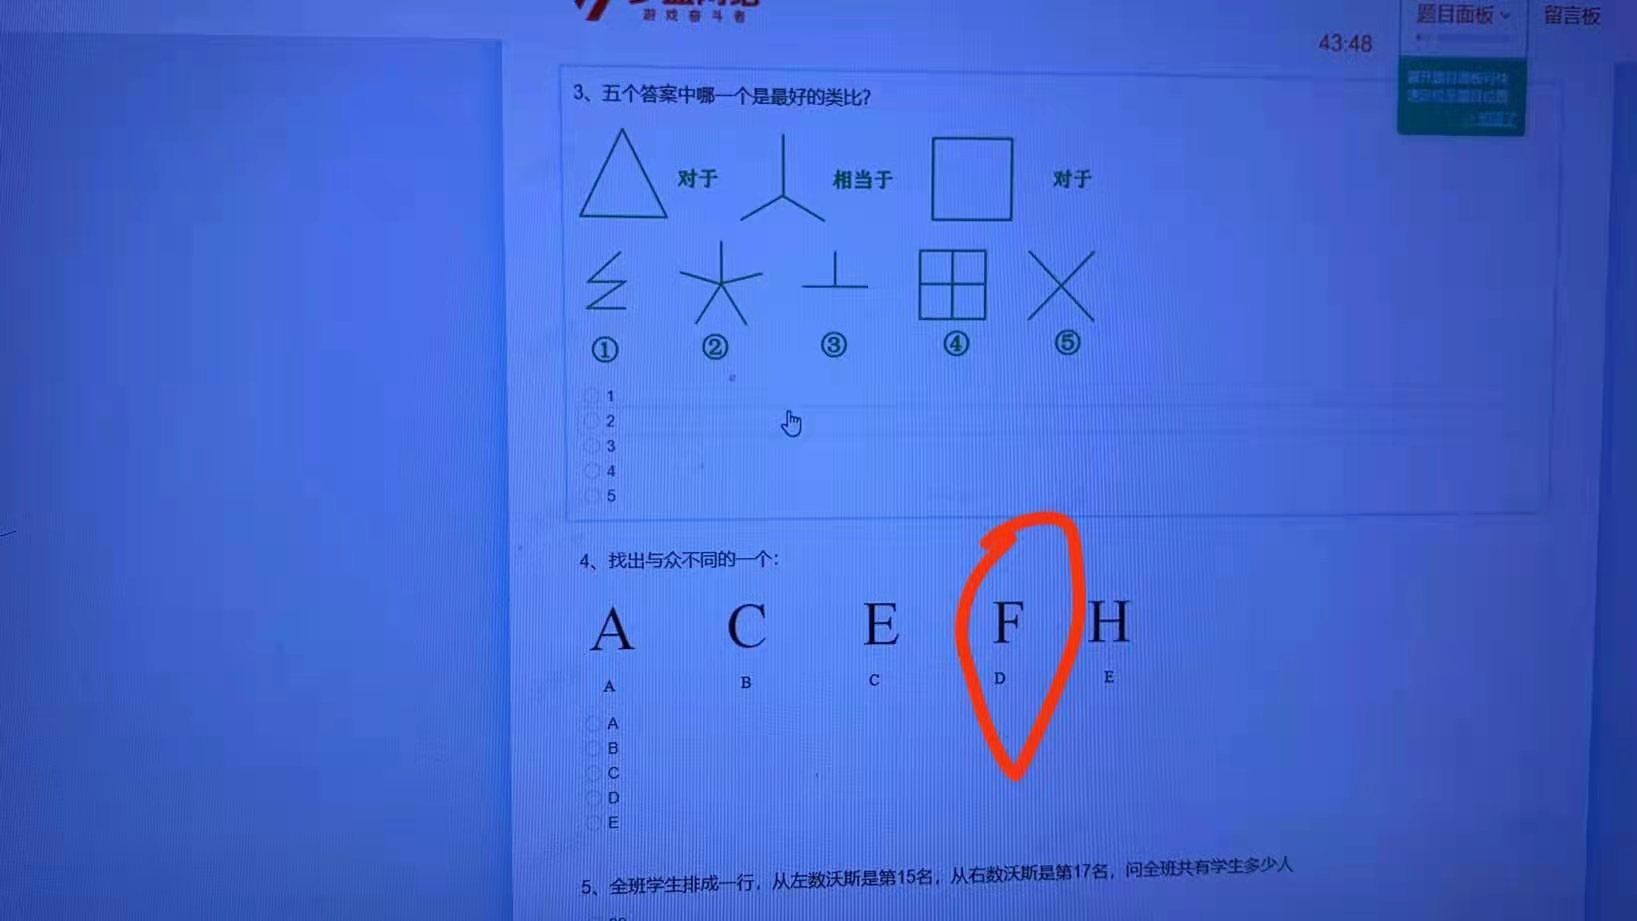 游戏奋斗者
题目面板
留言板
43:48
3、五个答案中哪一个是最好的类比?
对于 相当于 对于
① ② ③ ④ ⑤
1
2
3
4
5
4、找出与众不同的一个:
A C E F H
A B C D E
A
B
C
D
E
5、全班学生排成一行，从左数沃斯是第15名，从右数沃斯是第17名，问全班共有学生多少人